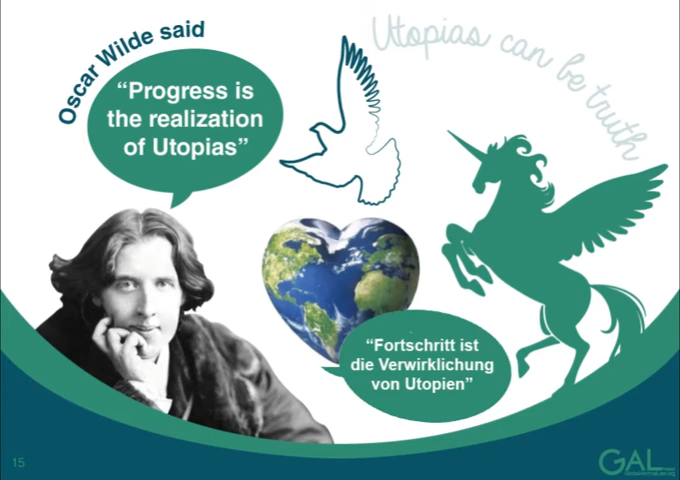 Oscar Wilde said
Utopias can be truth
“Progress is
the realization
of Utopias”
“Fortschritt ist
die Verwirklichung
von Utopien”
15
GAL